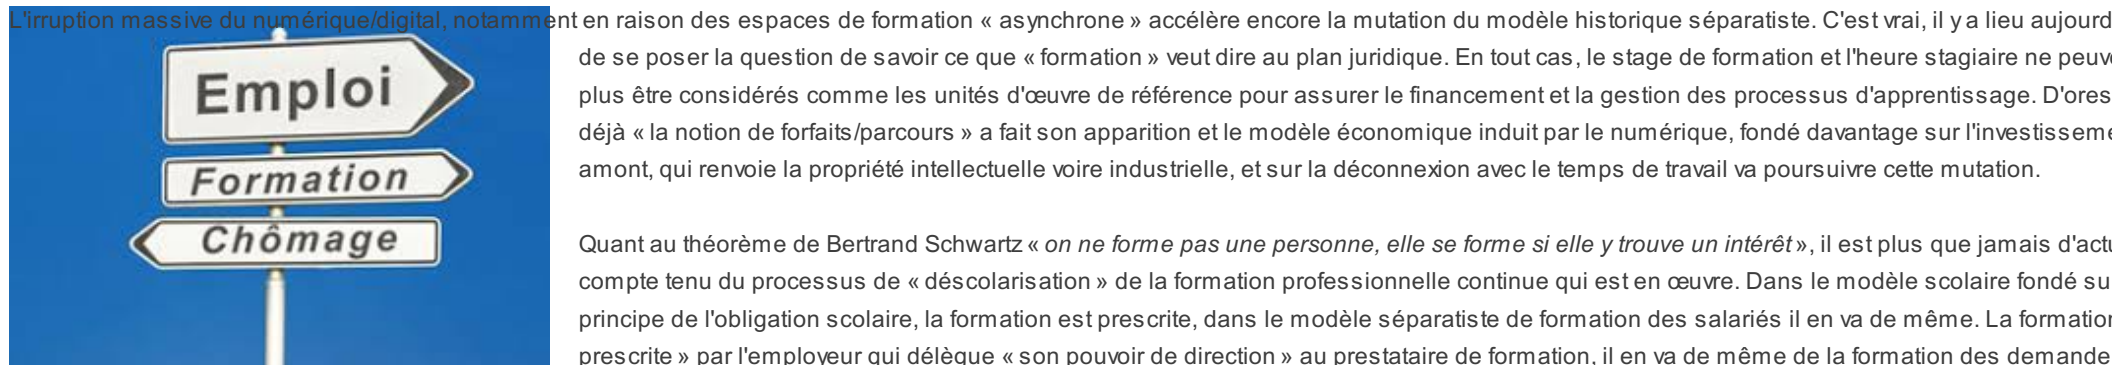 L'irruption massive du numérique/digital, notamment en raison des espaces de formation « asynchrone » accélère encore la mutation du modèle historique séparatiste. C'est vrai, il y a lieu aujourd
de se poser la question de savoir ce que « formation » veut dire au plan juridique. En tout cas, le stage de formation et l'heure stagiaire ne peuve
plus être considérés comme les unités d'œuvre de référence pour assurer le financement et la gestion des processus d'apprentissage. D'ores
déjà « la notion de forfaits/parcours » a fait son apparition et le modèle économique induit par le numérique, fondé davantage sur l'investisseme
amont, qui renvoie la propriété intellectuelle voire industrielle, et sur la déconnexion avec le temps de travail va poursuivre cette mutation.
Quant au théorème de Bertrand Schwartz « on ne forme pas une personne, elle se forme si elle y trouve un intérêt », il est plus que jamais d'actu
compte tenu du processus de « déscolarisation » de la formation professionnelle continue qui est en œuvre. Dans le modèle scolaire fondé su
principe de l'obligation scolaire, la formation est prescrite, dans le modèle séparatiste de formation des salariés il en va de même. La formation
prescrite » par l'employeur qui délègue « son pouvoir de direction » au prestataire de formation, il en va de même de la formation des demande
Emploi
Formation
Chômage